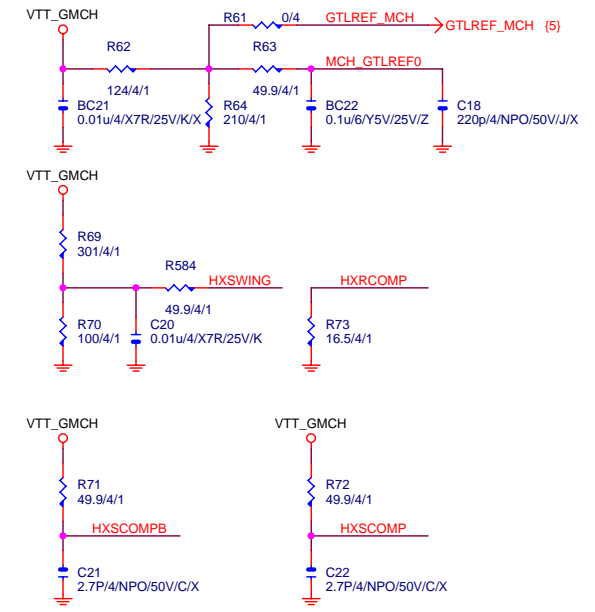 VTT_GMCH
R61 0/4 GTLREF_MCH
GTLREF_MCH {5}
R62
R63
MCH_GTLREF0
124/4/1
49.9/4/1
BC21
0.01u/4/X7R/25V/K/X
R64
210/4/1
BC22
0.1u/6/Y5V/25V/Z
C18
220p/4/NPO/50V/J/X
VTT_GMCH
R69
301/4/1
R584
HXSWING
HXRCOMP
49.9/4/1
R70
100/4/1
C20
0.01u/4/X7R/25V/K
R73
16.5/4/1
VTT_GMCH
VTT_GMCH
R71
49.9/4/1
R72
49.9/4/1
HXSCOMPB
HXSCOMP
C21
2.7P/4/NPO/50V/C/X
C22
2.7P/4/NPO/50V/C/X